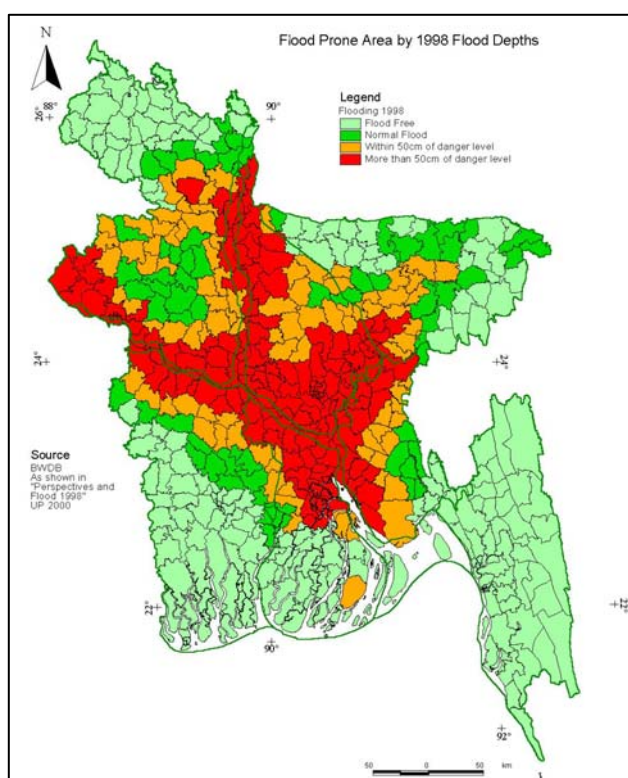 Flood Prone Area by 1998 Flood Depths
N
Legend
Flooding 1998
Flood Free
Normal Flood
Within 50cm of danger level
More than 50cm of danger level
26°
88°
90°
24°
24°
Source
BWDB
As shown in
"Perspectives and
Flood 1998"
UP 2000
22°
90°
92°
50
0
50
km